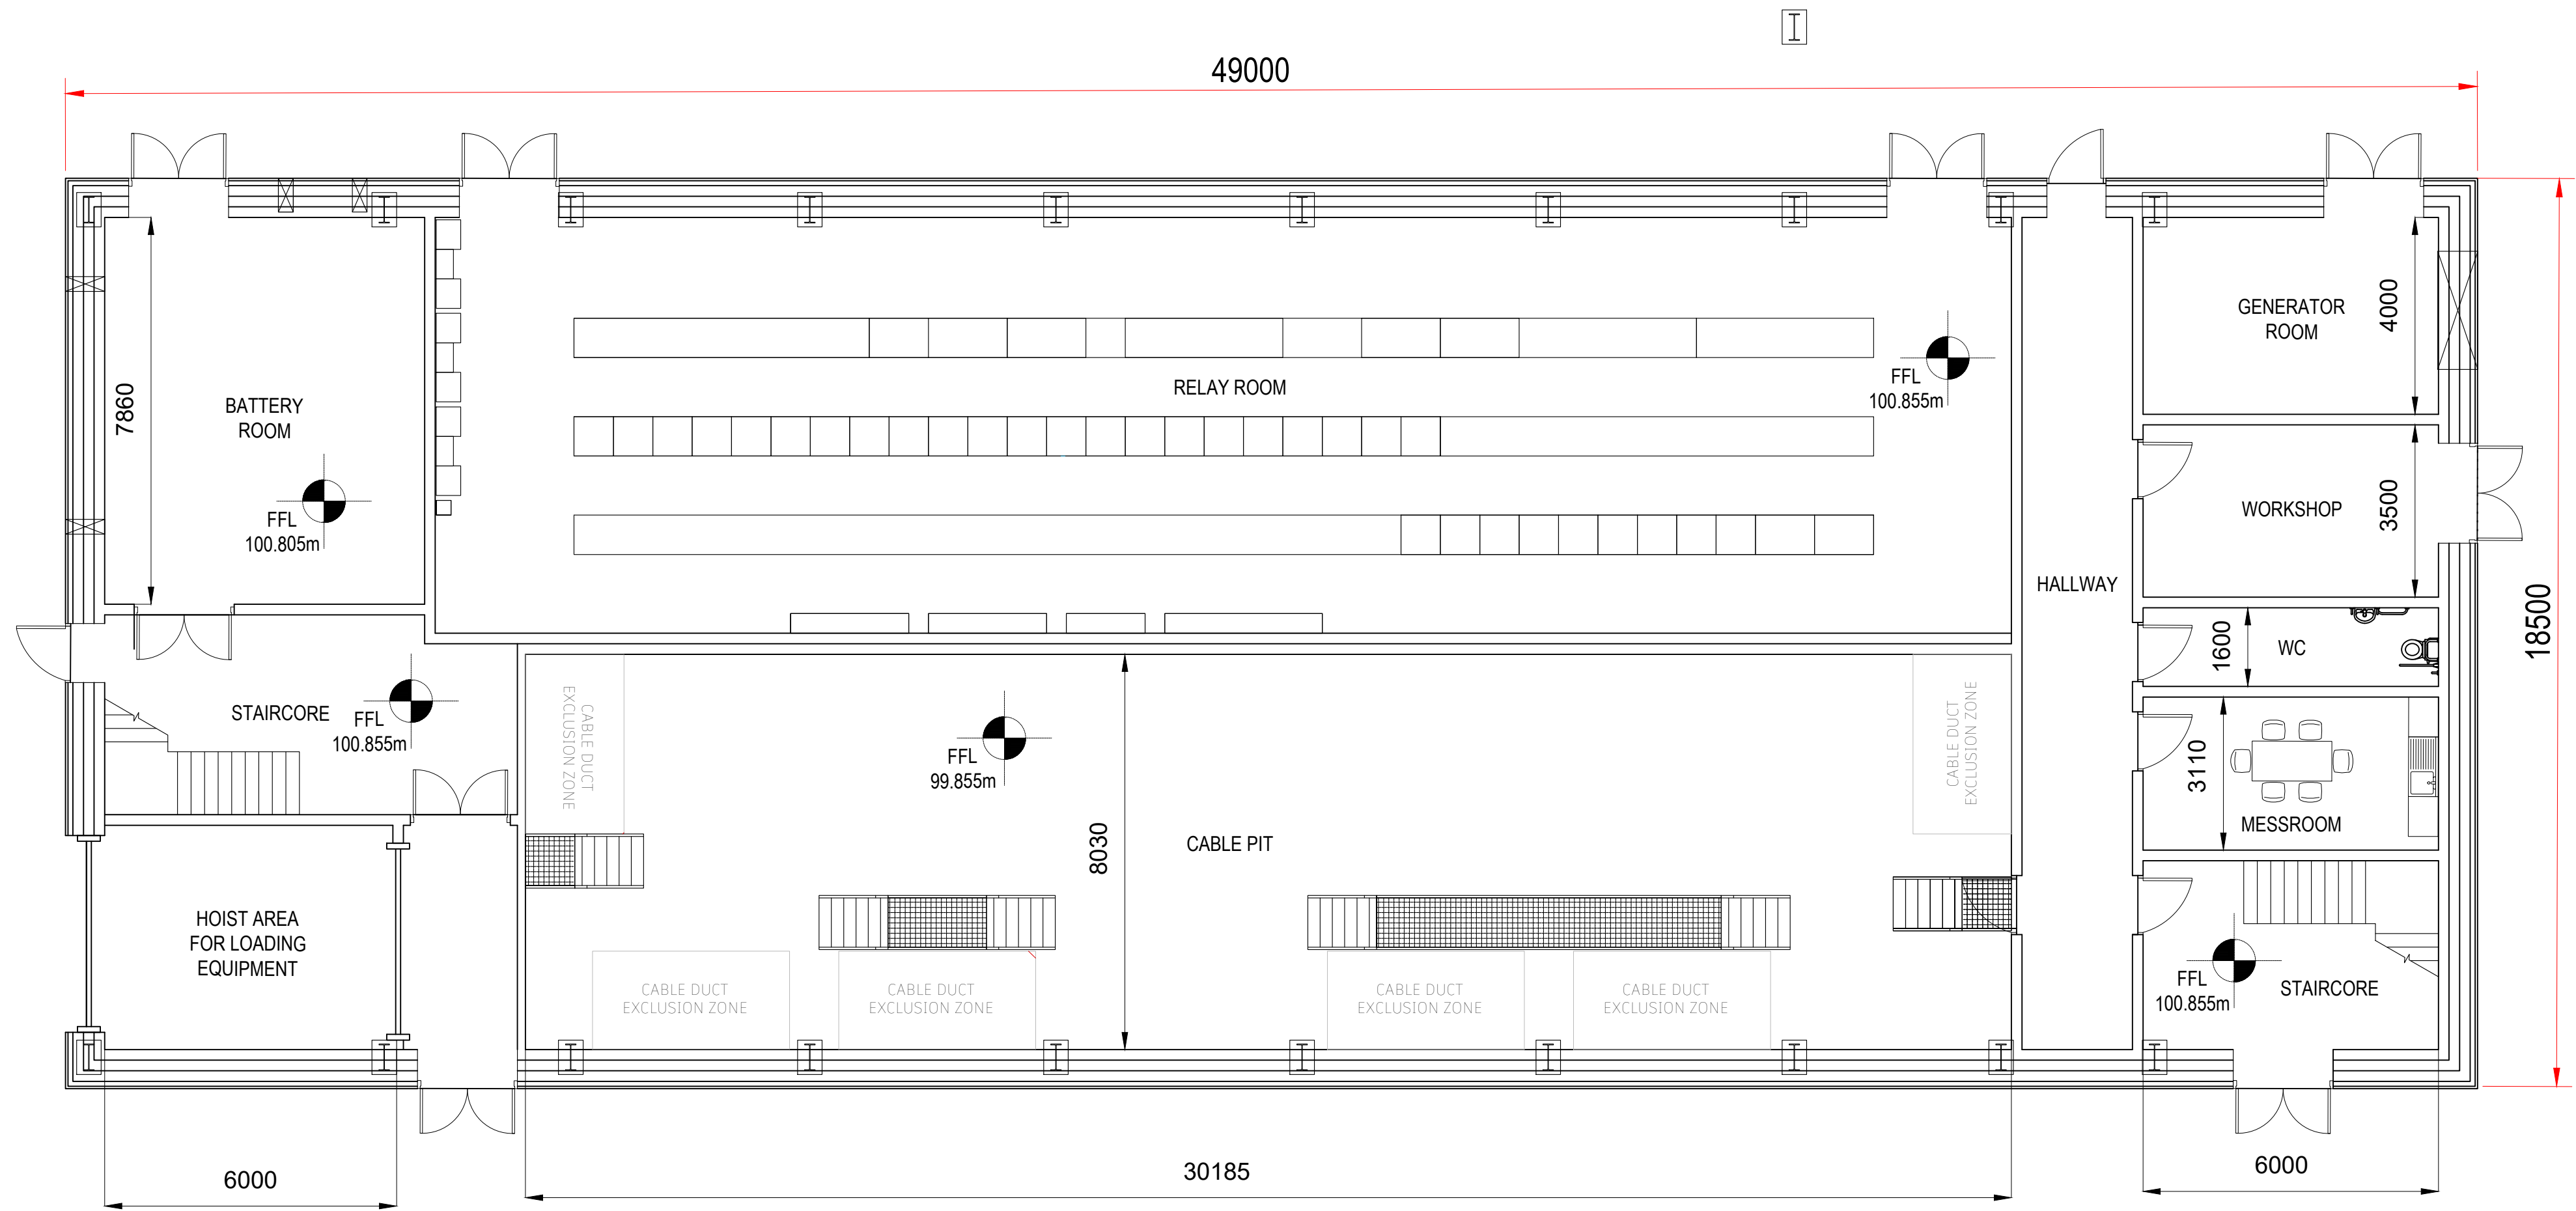 49000
GENERATOR
ROOM
4000
RELAY ROOM
FFL
100.855m
BATTERY
ROOM
7860
FFL
100.805m
WORKSHOP
3500
HALLWAY
18500
WC
1600
STAIRCORE
FFL
100.855m
CABLE DUCT
EXCLUSION ZONE
FFL
99.855m
CABLE DUCT
EXCLUSION ZONE
3110
MESSROOM
8030
CABLE PIT
HOIST AREA
FOR LOADING
EQUIPMENT
CABLE DUCT
EXCLUSION ZONE
CABLE DUCT
EXCLUSION ZONE
CABLE DUCT
EXCLUSION ZONE
CABLE DUCT
EXCLUSION ZONE
FFL
100.855m
STAIRCORE
6000
30185
6000